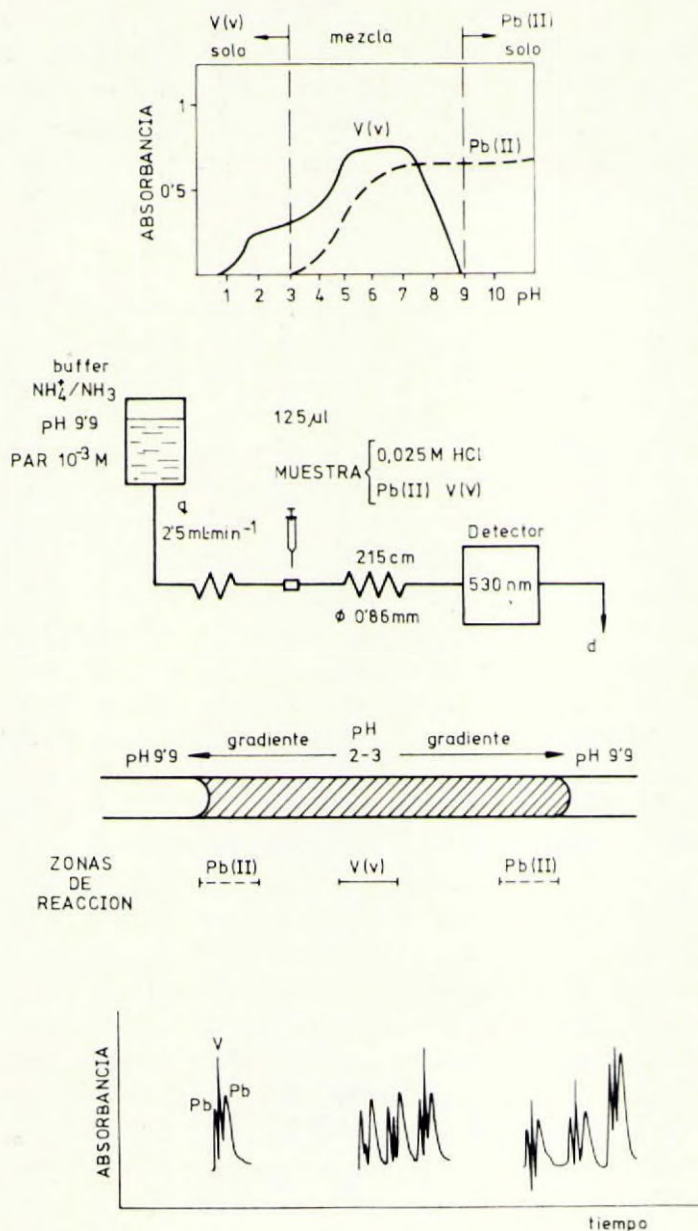 V(v) mezcla Pb(II)
solo solo
ABSORBANCIA
1
0'5
V(v)
Pb(II)
1 2 3 4 5 6 7 8 9 10 pH
buffer
NH₄⁺/NH₃
pH 9'9
PAR 10⁻³ M
q
2'5 ml·min⁻¹
125 µl
MUESTRA { 0,025 M HCl
Pb(II) V(v)
215 cm
ϕ 0'86 mm
Detector
530 nm
d
pH 9'9 gradiente pH gradiente pH 9'9
2-3
ZONAS
DE
REACCION
Pb(II) V(v) Pb(II)
ABSORBANCIA
V
Pb Pb
tiempo